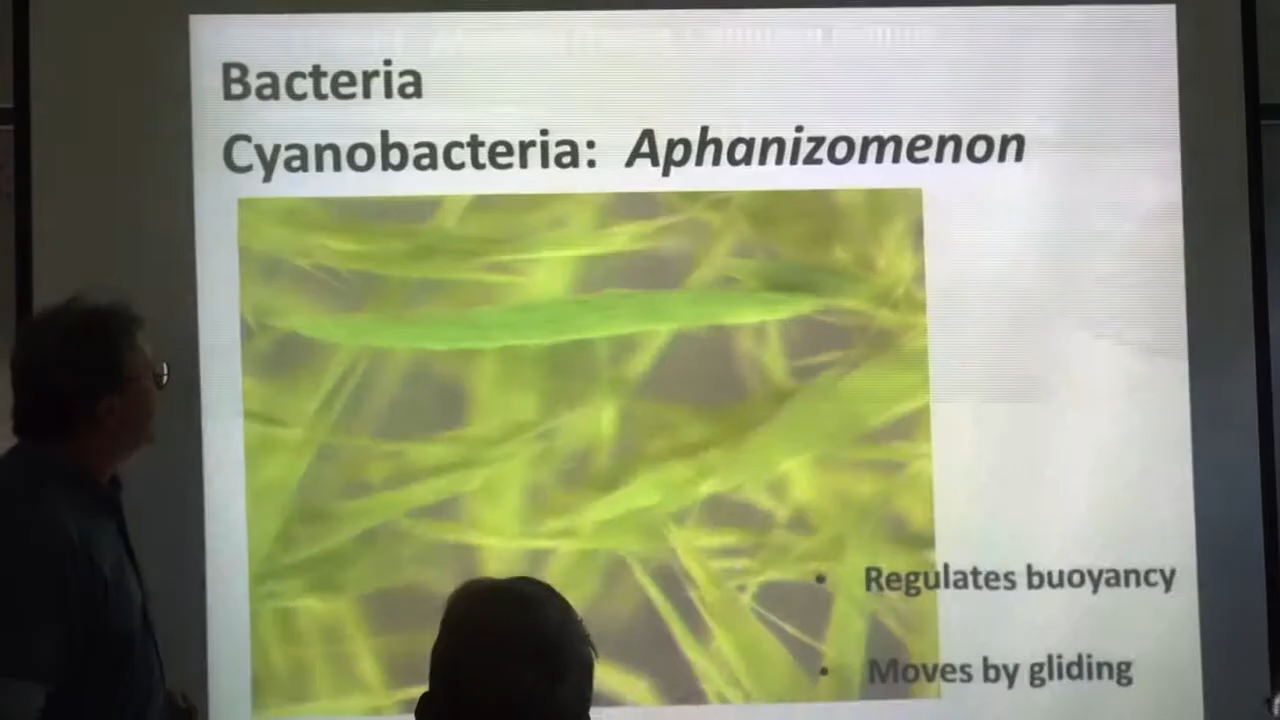 Bacteria
Cyanobacteria: Aphanizomenon
• Regulates buoyancy
• Moves by gliding